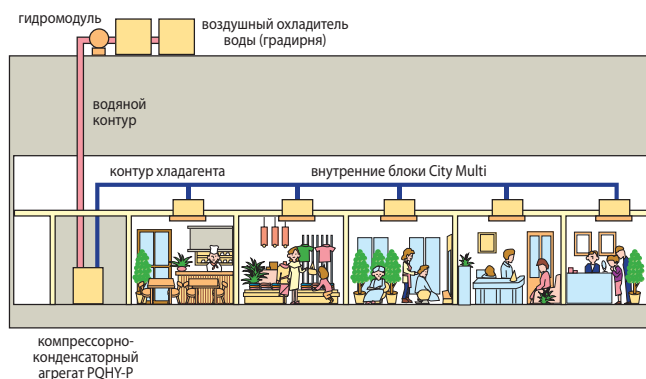 гидромодуль
воздушный охладитель
воды (градирня)
водяной
контур
контур хладагента
внутренние блоки City Multi
компрессорно-
конденсаторный
агрегат PQHY-P